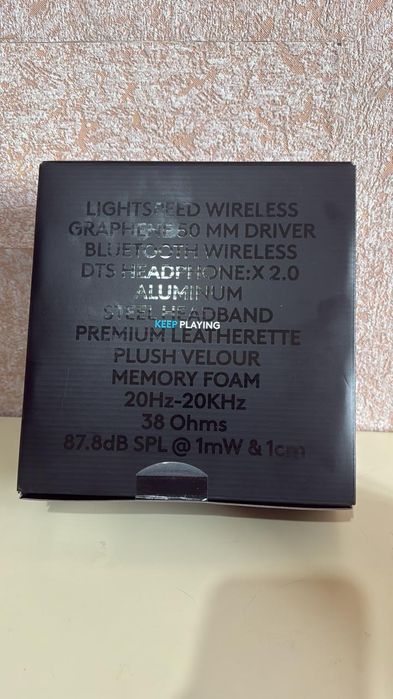 LIGHTSPEED WIRELESS
GRAPHENE 50 MM DRIVER
BLUETOOTH WIRELESS
DTS HEADPHONE:X 2.0
ALUMINUM
STEEL HEADBAND
KEEP PLAYING
PREMIUM LEATHERETTE
PLUSH VELOUR
MEMORY FOAM
20Hz-20KHz
38 Ohms
87.8dB SPL @ 1mW & 1cm